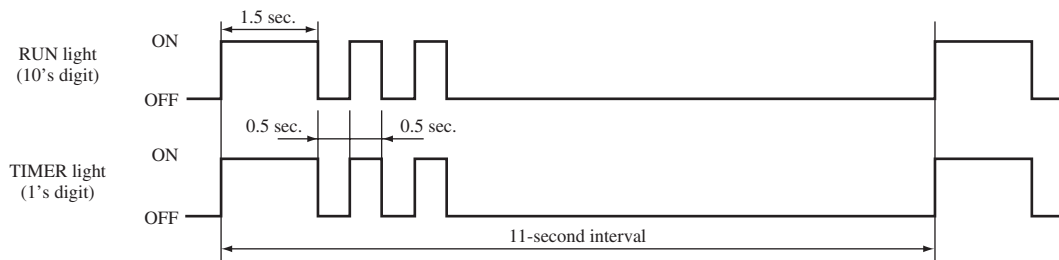 1.5 sec.
ON
RUN light
(10's digit)
OFF
0.5 sec.
0.5 sec.
ON
TIMER light
(1's digit)
OFF
11-second interval